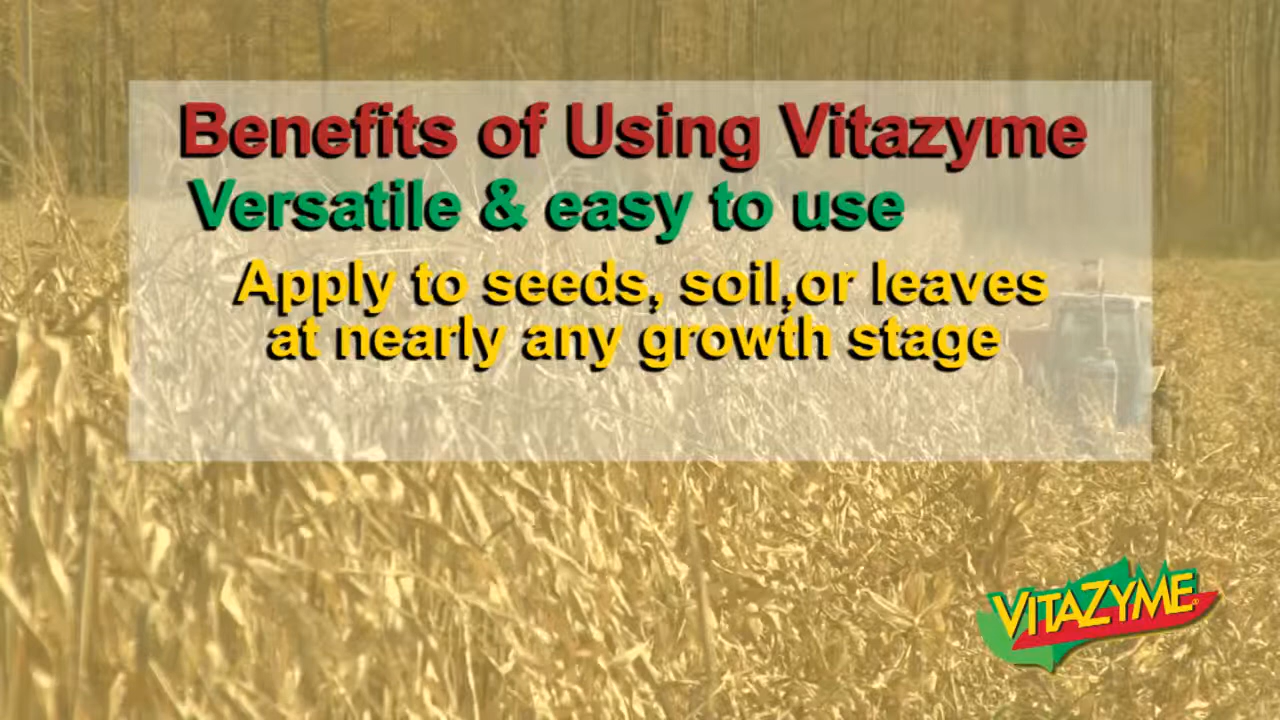 Benefits of Using Vitazyme
Versatile & easy to use
Apply to seeds, soil,or leaves
at nearly any growth stage
VITAZYME®